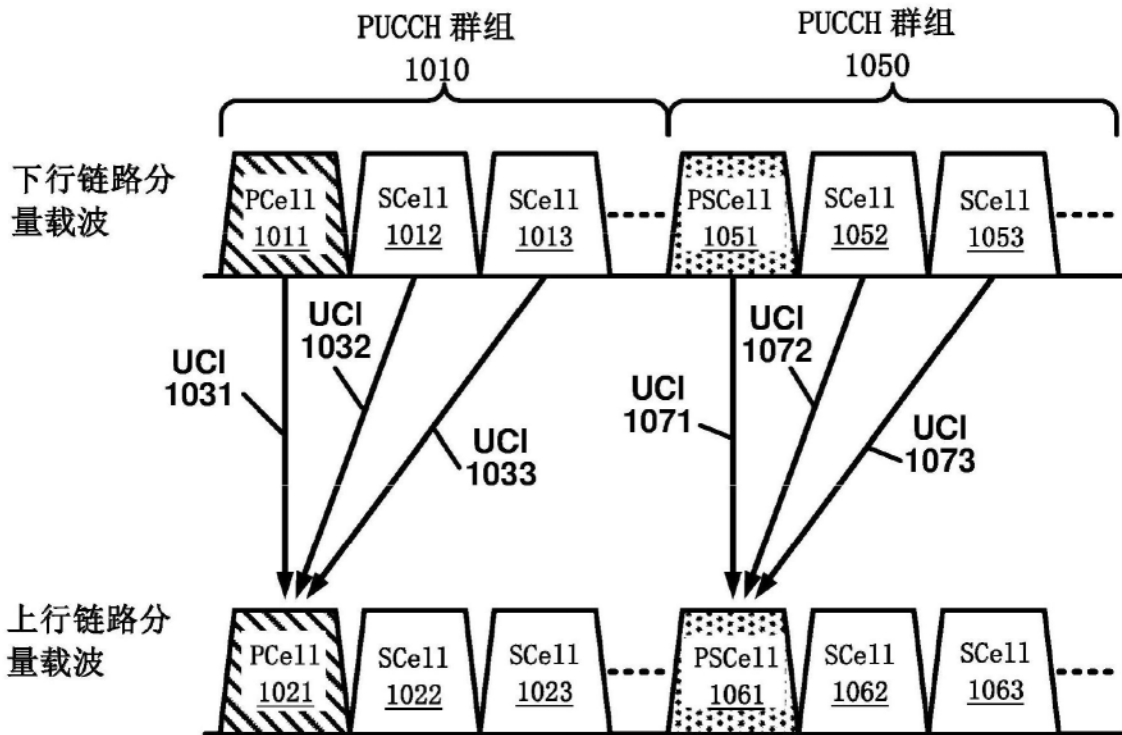 PUCCH 群组
1010
PUCCH 群组
1050
下行链路分
量载波
PCell
1011
SCell
1012
SCell
1013
PSCell
1051
SCell
1052
SCell
1053
UCI
1031
UCI
1032
UCI
1033
UCI
1071
UCI
1072
UCI
1073
上行链路分
量载波
PCell
1021
SCell
1022
SCell
1023
PSCell
1061
SCell
1062
SCell
1063